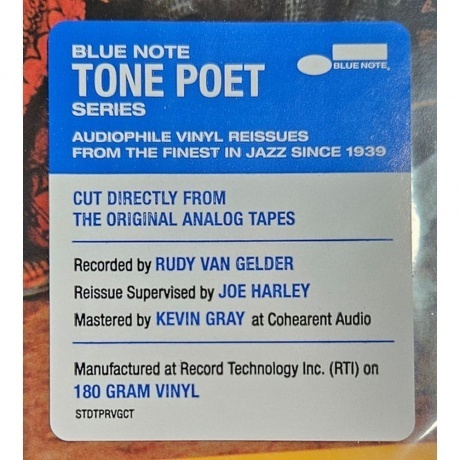 BLUE NOTE
TONE POET
SERIES
BLUE NOTE
AUDIOPHILE VINYL REISSUES
FROM THE FINEST IN JAZZ SINCE 1939
CUT DIRECTLY FROM
THE ORIGINAL ANALOG TAPES
Recorded by RUDY VAN GELDER
Reissue Supervised by JOE HARLEY
Mastered by KEVIN GRAY at Cohearent Audio
Manufactured at Record Technology Inc. (RTI) on
180 GRAM VINYL
STDTPRVGCT